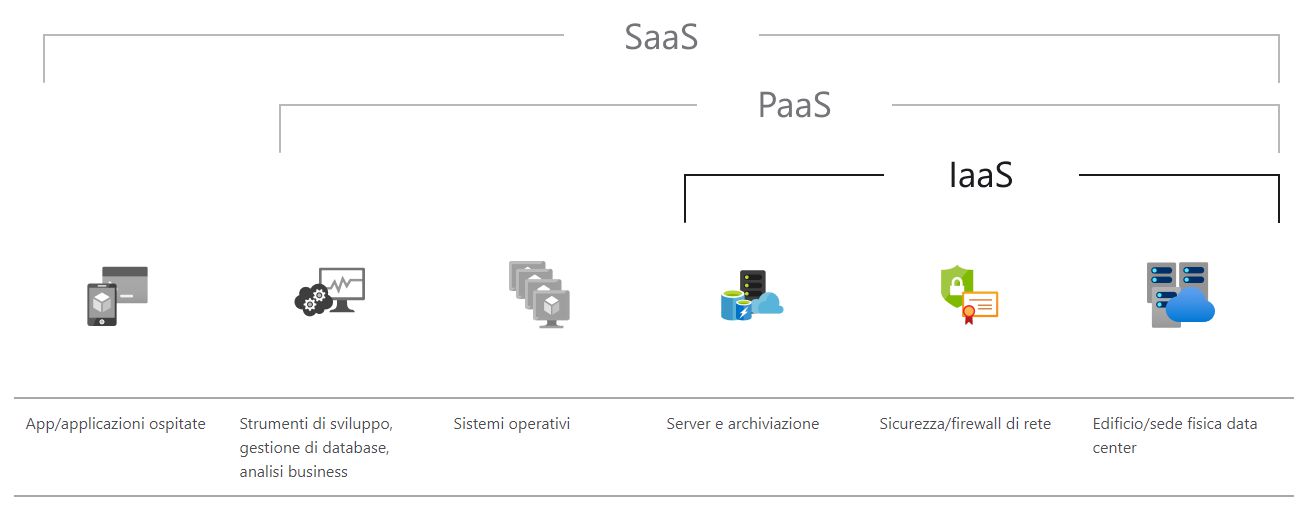 SaaS
PaaS
IaaS
App/applicazioni ospitate
Strumenti di sviluppo,
gestione di database,
analisi business
Sistemi operativi
Server e archiviazione
Sicurezza/firewall di rete
Edificio/sede fisica data
center